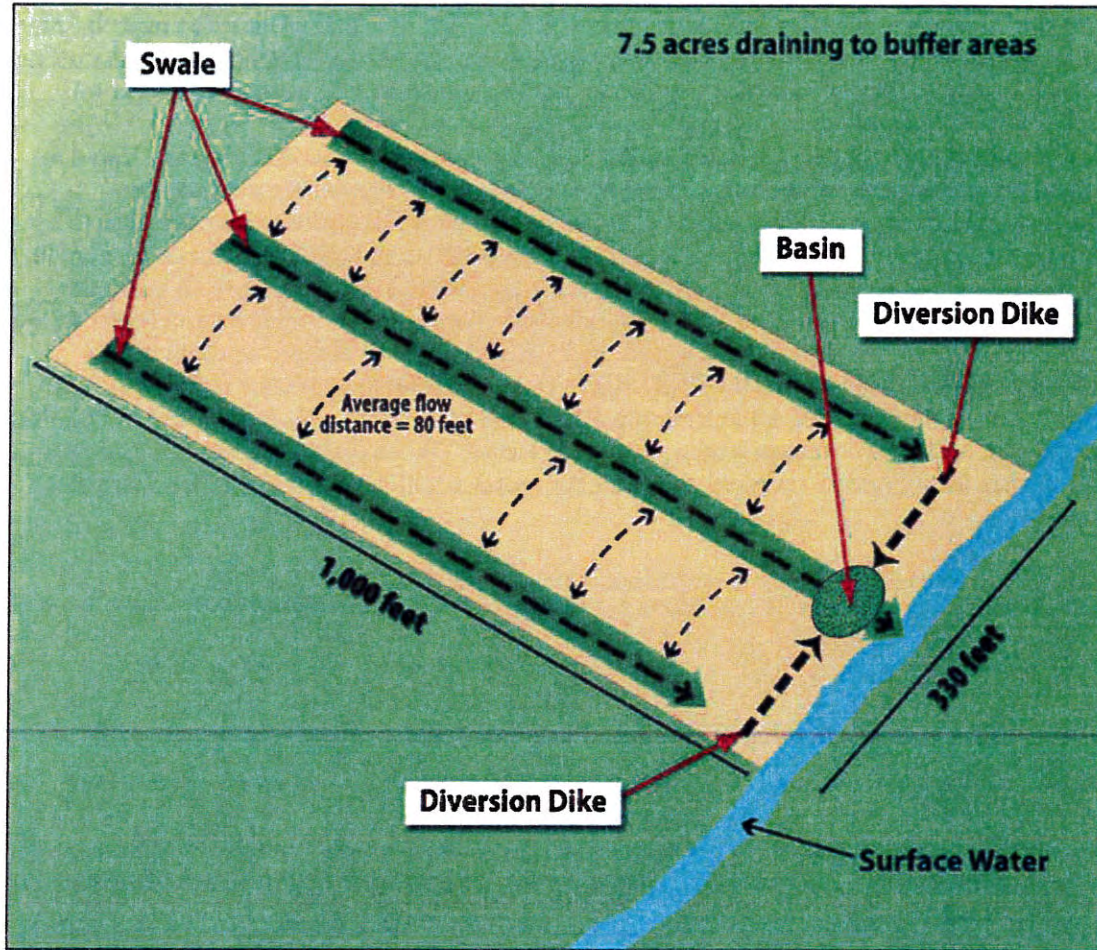 7.5 acres draining to buffer areas
Swale
Basin
Diversion Dike
Average flow
distance = 80 feet
1,000 feet
330 feet
Diversion Dike
Surface Water